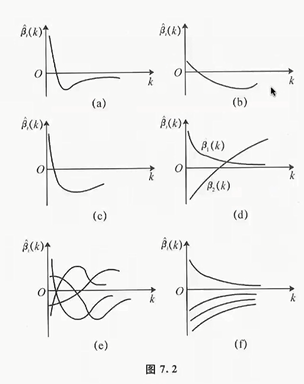 β̂ᵢ(k)
β̂ᵢ(k)
O
k
O
k
(a)
(b)
β̂ᵢ(k)
β̂ᵢ(k)
β₁(k)
O
k
O
k
β₂(k)
(c)
(d)
β̂ᵢ(k)
β̂ᵢ(k)
O
k
O
k
(e)
(f)
图 7.2